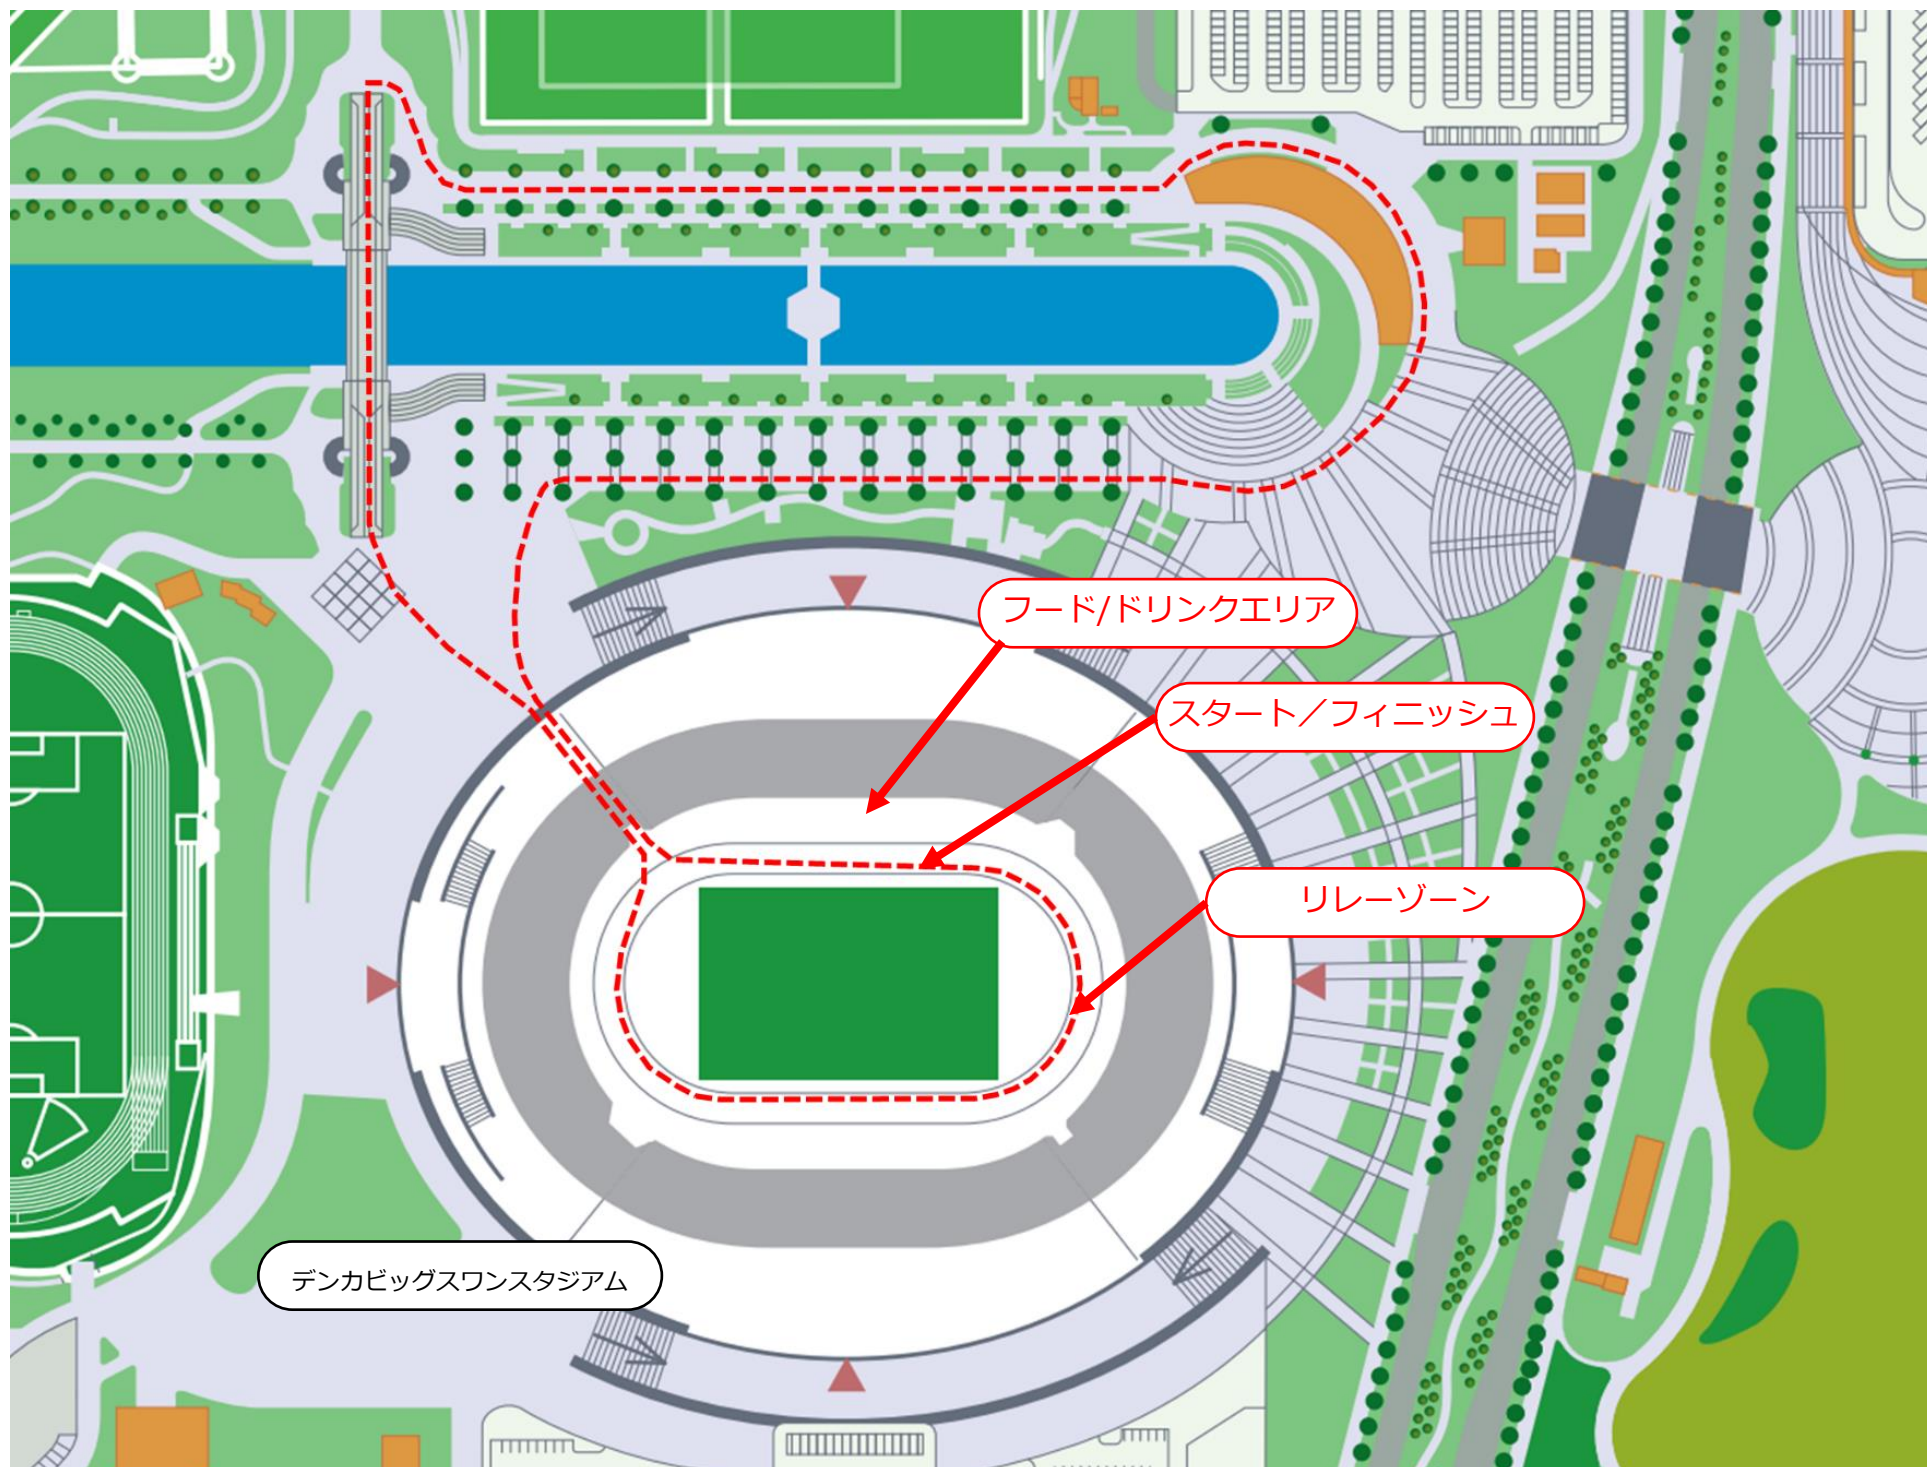 フード/ドリンクエリア
スタート／フィニッシュ
リレーゾーン
デンカビッグスワンスタジアム